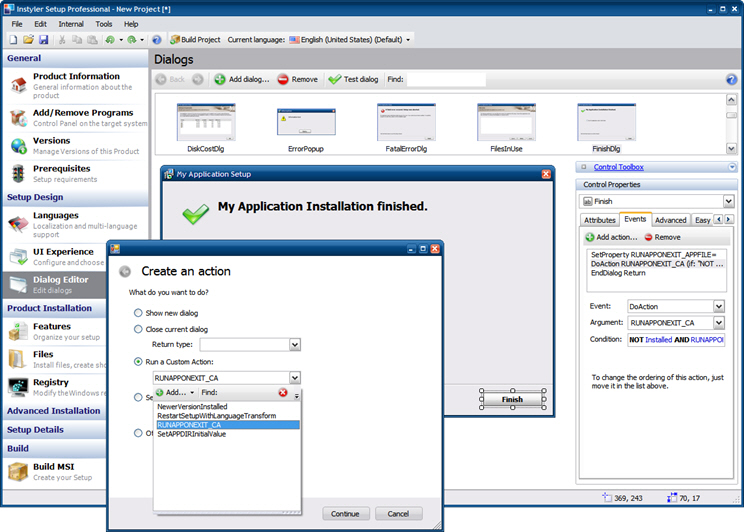 Instyler Setup Professional - New Project [*]
File Edit Internal Tools Help
Build Project Current language: English (United States) (Default)
General
Product Information
General information about the
product
Add/Remove Programs
Control Panel on the target system
Versions
Manage Versions of this Product
Prerequisites
Setup requirements
Setup Design
Languages
Localization and multi-language
support
UI Experience
Configure and choose
Dialog Editor
Edit dialogs
Product Installation
Features
Organize your setup
Files
Install files, create sho
Registry
Modify the Windows re
Advanced Installation
Setup Details
Build
Build MSI
Create your Setup
Dialogs
Back Add dialog... Remove Test dialog Find:
DiskCostDlg ErrorPopup FatalErrorDlg FilesInUse FinishDlg
My Application Setup
My Application Installation finished.
Finish
Create an action
What do you want to do?
Show new dialog
Close current dialog
Return type:
Run a Custom Action:
RUNAPPONEXIT_CA
Add... Find:
NewerVersionInstalled
RestartSetupWithLanguageTransform
RUNAPPONEXIT_CA
SetAPPDIRInitialValue
Se
Continue Cancel
Control Toolbox
Control Properties
Finish
Attributes Events Advanced Easy
Add action... Remove
SetProperty RUNAPPONEXIT_APPFILE=
DoAction RUNAPPONEXIT_CA (if: "NOT ...
EndDialog Return
Event: DoAction
Argument: RUNAPPONEXIT_CA
Condition: NOT Installed AND RUNAPPO
To change the ordering of this action, just
move it in the list above.
369, 243 70, 17